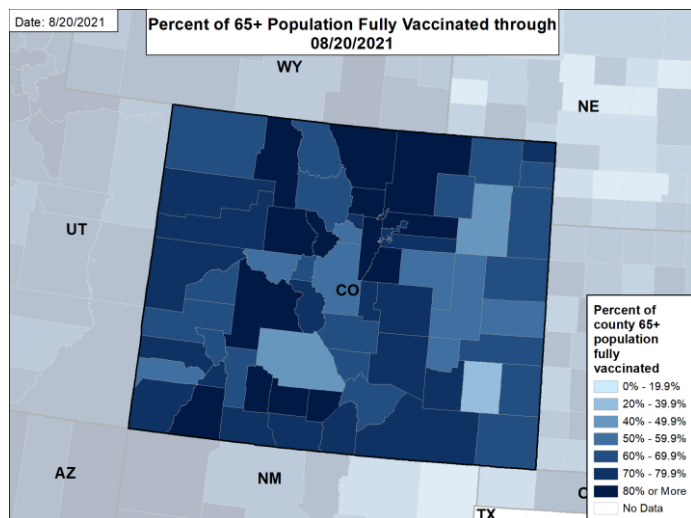 Date: 8/20/2021
Percent of 65+ Population Fully Vaccinated through
08/20/2021
WY
NE
UT
CO
Percent of
county 65+
population
fully
vaccinated
0% - 19.9%
20% - 39.9%
40% - 49.9%
50% - 59.9%
60% - 69.9%
70% - 79.9%
80% or More
No Data
AZ
NM
TX